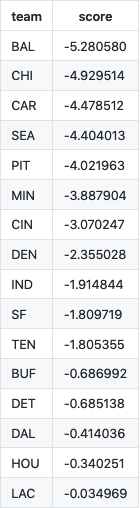 team score
BAL -5.280580
CHI -4.929514
CAR -4.478512
SEA -4.404013
PIT -4.021963
MIN -3.887904
CIN -3.070247
DEN -2.355028
IND -1.914844
SF -1.809719
TEN -1.805355
BUF -0.686992
DET -0.685138
DAL -0.414036
HOU -0.340251
LAC -0.034969